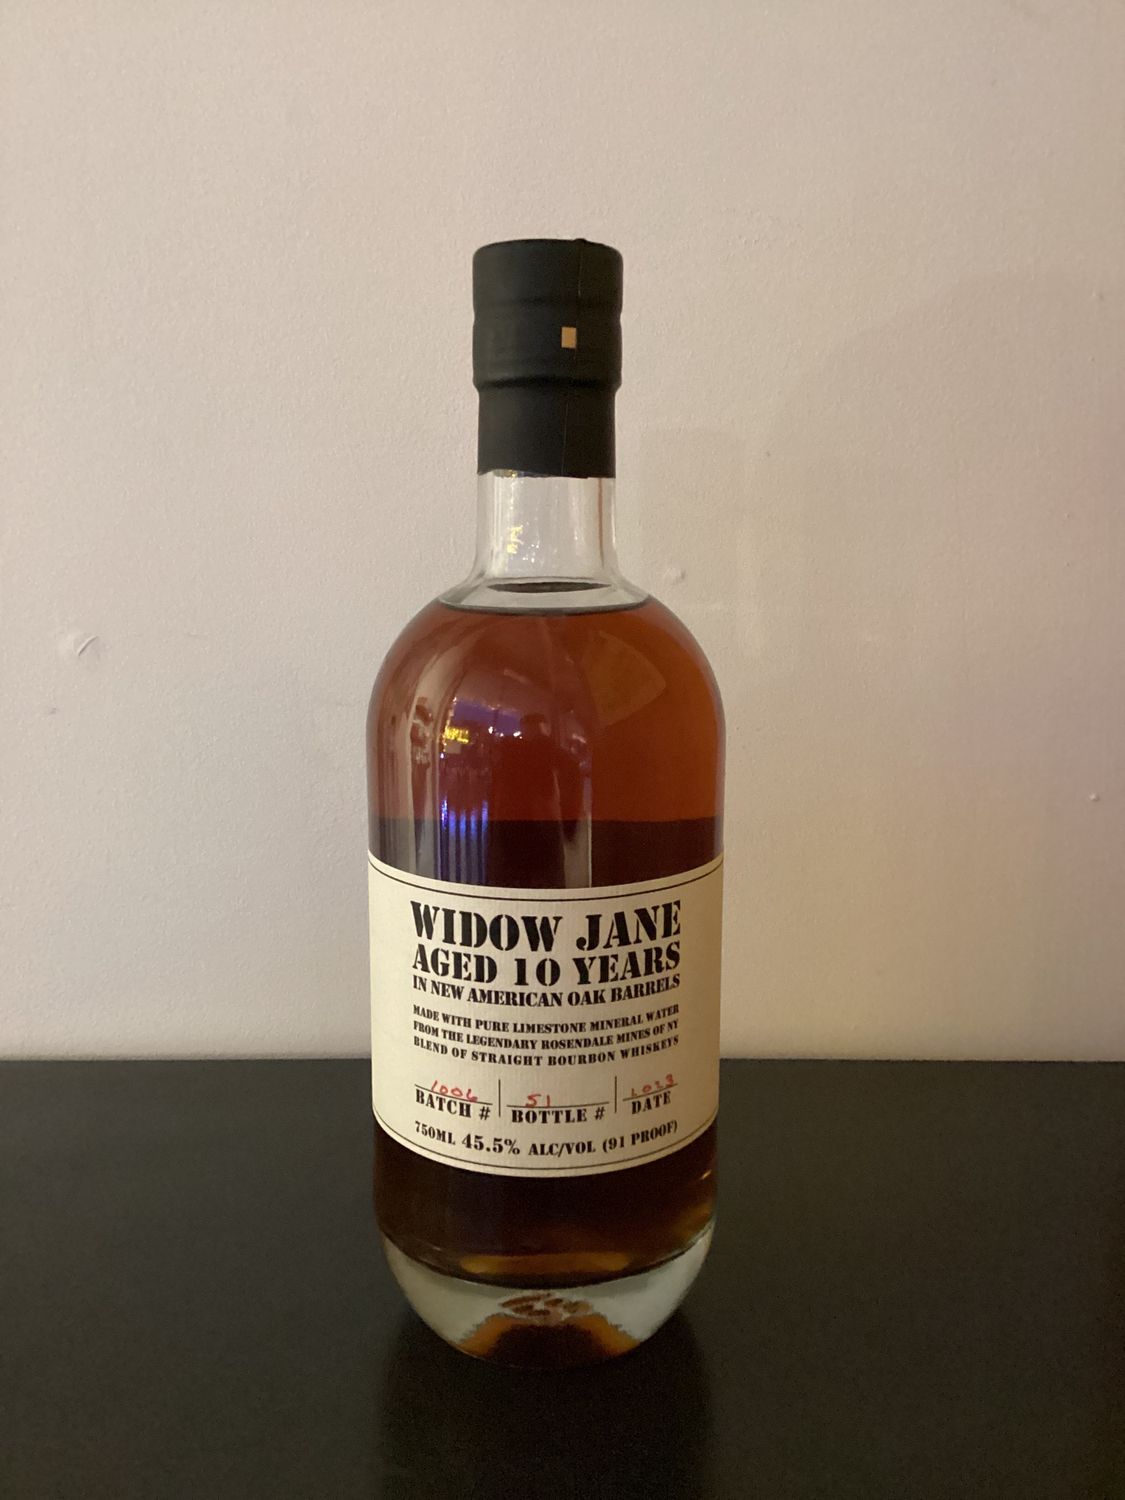 WIDOW JANE
AGED 10 YEARS
IN NEW AMERICAN OAK BARRELS
MADE WITH PURE LIMESTONE MINERAL WATER
FROM THE LEGENDARY ROSENDALE MINES OF NY
BLEND OF STRAIGHT BOURBON WHISKEYS
1006 51
BATCH # BOTTLE # DATE
750ML 45.5% ALC/VOL (91 PROOF)